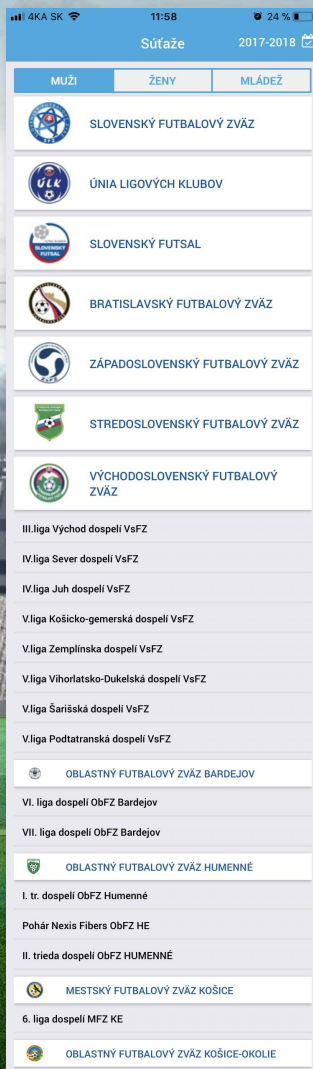 4KA SK 11:58 24 %
Súťaže 2017-2018
MUŽI ŽENY MLÁDEŽ
SLOVENSKÝ FUTBALOVÝ ZVÄZ
ÚLK
ÚNIA LIGOVÝCH KLUBOV
SLOVENSKÝ FUTSAL
SLOVENSKÝ FUTSAL
BRATISLAVSKÝ FUTBALOVÝ ZVÄZ
ZÁPADOSLOVENSKÝ FUTBALOVÝ ZVÄZ
STREDOSLOVENSKÝ FUTBALOVÝ ZVÄZ
VÝCHODOSLOVENSKÝ FUTBALOVÝ
ZVÄZ
III.liga Východ dospelí VsFZ
IV.liga Sever dospelí VsFZ
IV.liga Juh dospelí VsFZ
V.liga Košicko-gemerská dospelí VsFZ
V.liga Zemplínska dospelí VsFZ
V.liga Vihorlatsko-Dukelská dospelí VsFZ
V.liga Šarišská dospelí VsFZ
V.liga Podtatranská dospelí VsFZ
OBLASTNÝ FUTBALOVÝ ZVÄZ BARDEJOV
VI. liga dospelí ObFZ Bardejov
VII. liga dospelí ObFZ Bardejov
OBLASTNÝ FUTBALOVÝ ZVÄZ HUMENNÉ
I. tr. dospelí ObFZ Humenné
Pohár Nexis Fibers ObFZ HE
II. trieda dospelí ObFZ HUMENNÉ
MESTSKÝ FUTBALOVÝ ZVÄZ KOŠICE
6. liga dospelí MFZ KE
OBLASTNÝ FUTBALOVÝ ZVÄZ KOŠICE-OKOLIE